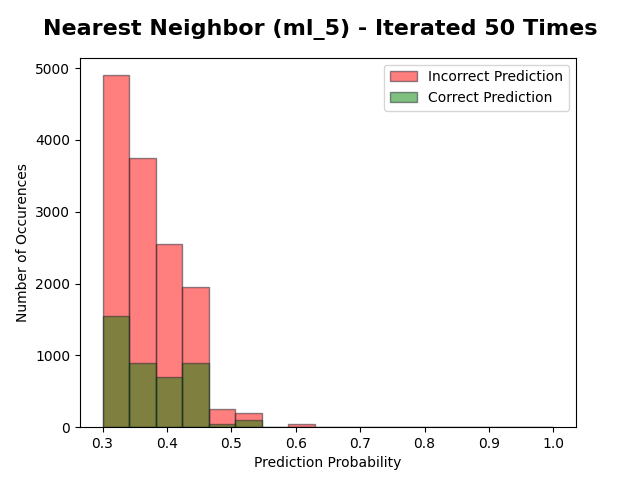 Nearest Neighbor (ml_5) - Iterated 50 Times
Incorrect Prediction
Correct Prediction
Number of Occurences
5000
4000
3000
2000
1000
0
0.3 0.4 0.5 0.6 0.7 0.8 0.9 1.0
Prediction Probability